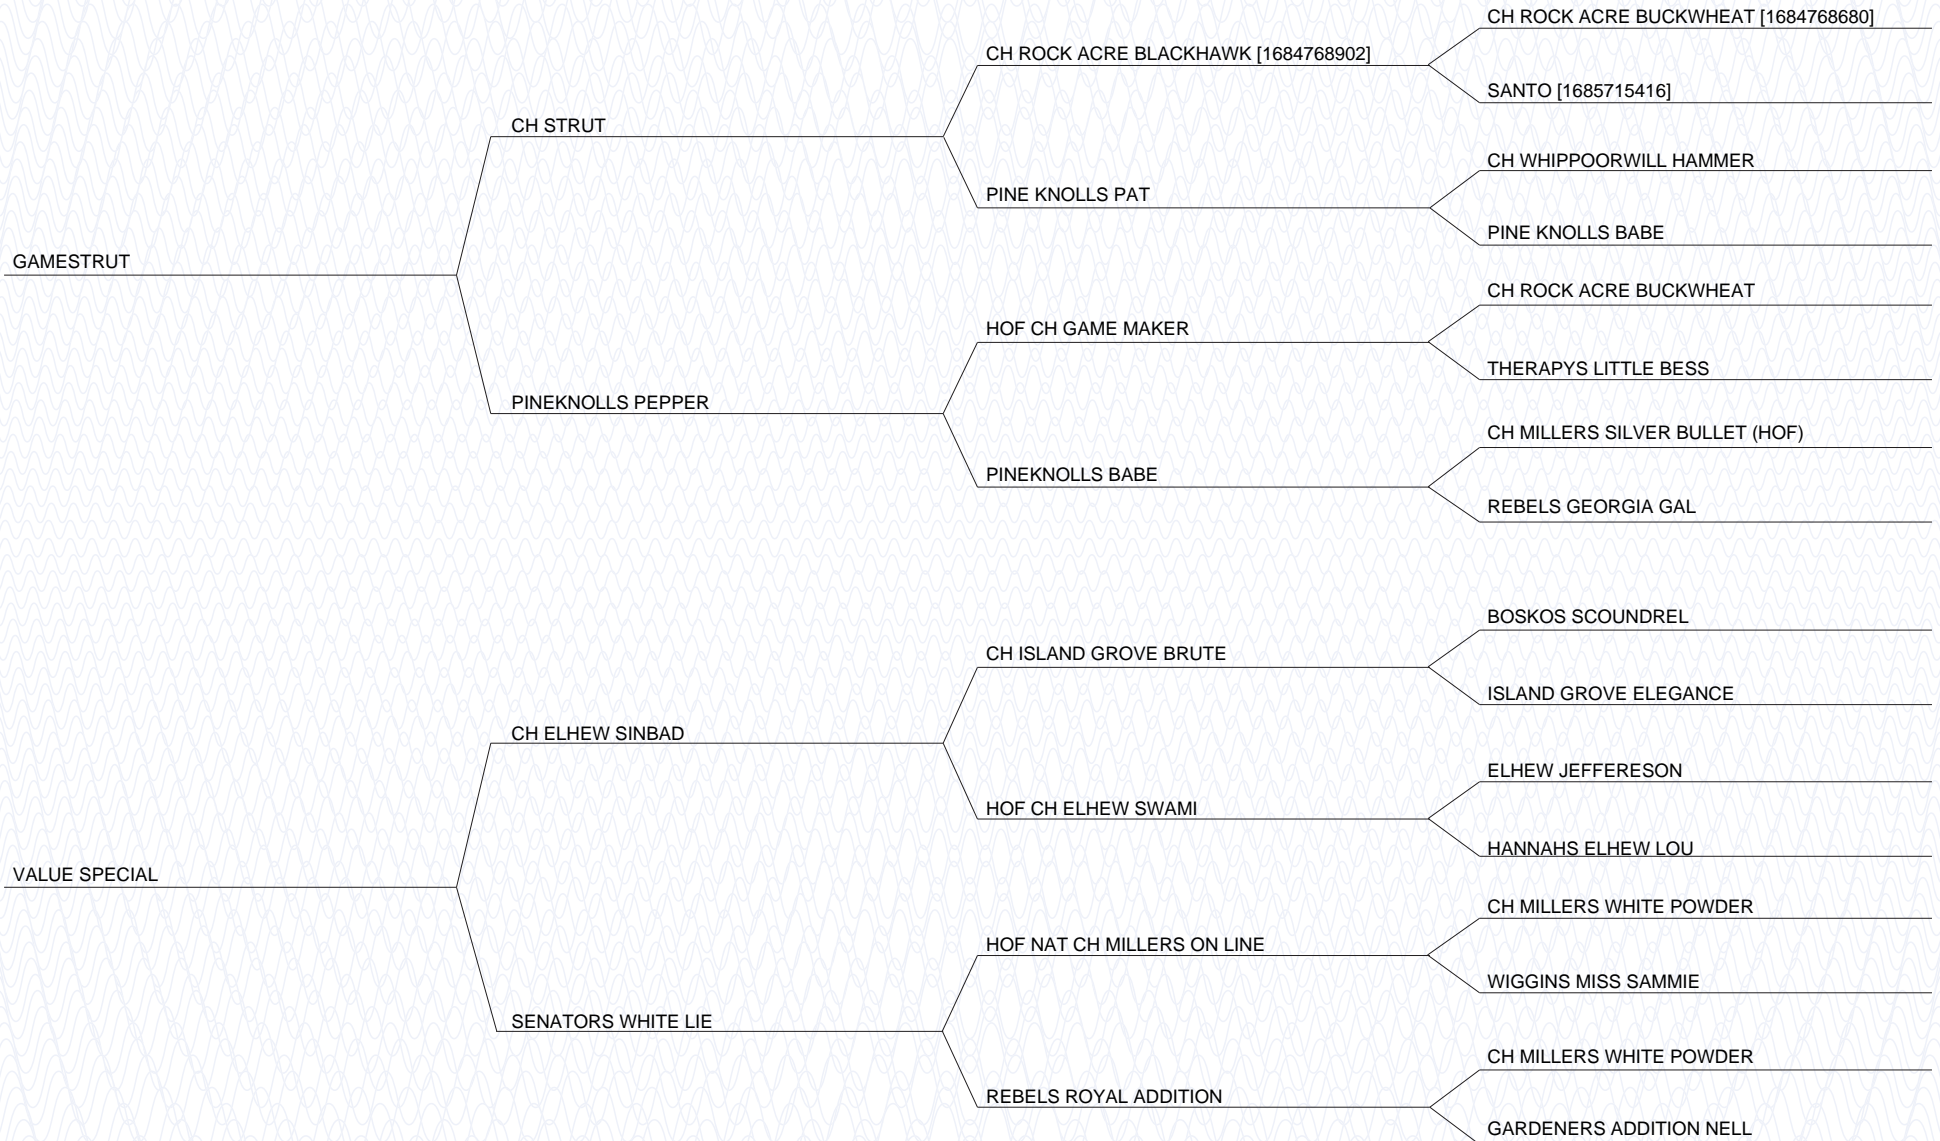 CH ROCK ACRE BUCKWHEAT [1684768680]
CH ROCK ACRE BLACKHAWK [1684768902]
SANTO [1685715416]
CH STRUT
CH WHIPPOORWILL HAMMER
PINE KNOLLS PAT
PINE KNOLLS BABE
GAMESTRUT
CH ROCK ACRE BUCKWHEAT
HOF CH GAME MAKER
THERAPYS LITTLE BESS
PINEKNOLLS PEPPER
CH MILLERS SILVER BULLET (HOF)
PINEKNOLLS BABE
REBELS GEORGIA GAL
BOSKOS SCOUNDREL
CH ISLAND GROVE BRUTE
ISLAND GROVE ELEGANCE
CH ELHEW SINBAD
ELHEW JEFFERESON
HOF CH ELHEW SWAMI
HANNAHS ELHEW LOU
VALUE SPECIAL
CH MILLERS WHITE POWDER
HOF NAT CH MILLERS ON LINE
WIGGINS MISS SAMMIE
SENATORS WHITE LIE
CH MILLERS WHITE POWDER
REBELS ROYAL ADDITION
GARDENERS ADDITION NELL